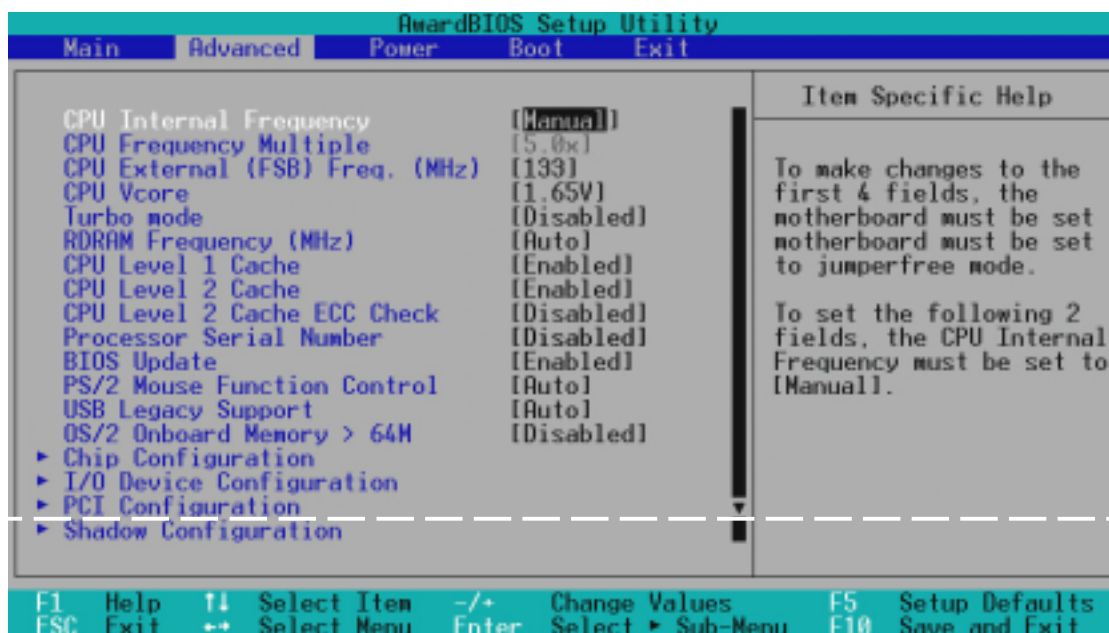 AwardBIOS Setup Utility
Main Advanced Power Boot Exit
CPU Internal Frequency [Manual]
CPU Frequency Multiple [5.0x]
CPU External (FSB) Freq. (MHz) [133]
CPU Vcore [1.65V]
Turbo mode [Disabled]
RDRAM Frequency (MHz) [Auto]
CPU Level 1 Cache [Enabled]
CPU Level 2 Cache [Enabled]
CPU Level 2 Cache ECC Check [Disabled]
Processor Serial Number [Disabled]
BIOS Update [Enabled]
PS/2 Mouse Function Control [Auto]
USB Legacy Support [Auto]
OS/2 Onboard Memory > 64M [Disabled]
Chip Configuration
I/O Device Configuration
PCI Configuration
Shadow Configuration
Item Specific Help
To make changes to the
first 4 fields, the
motherboard must be set
motherboard must be set
to jumperfree mode.
To set the following 2
fields, the CPU Internal
Frequency must be set to
[Manual].
F1 Help ↑↓ Select Item -/+ Change Values F5 Setup Defaults
ESC Exit ←→ Select Menu Enter Select ► Sub-Menu F10 Save and Exit